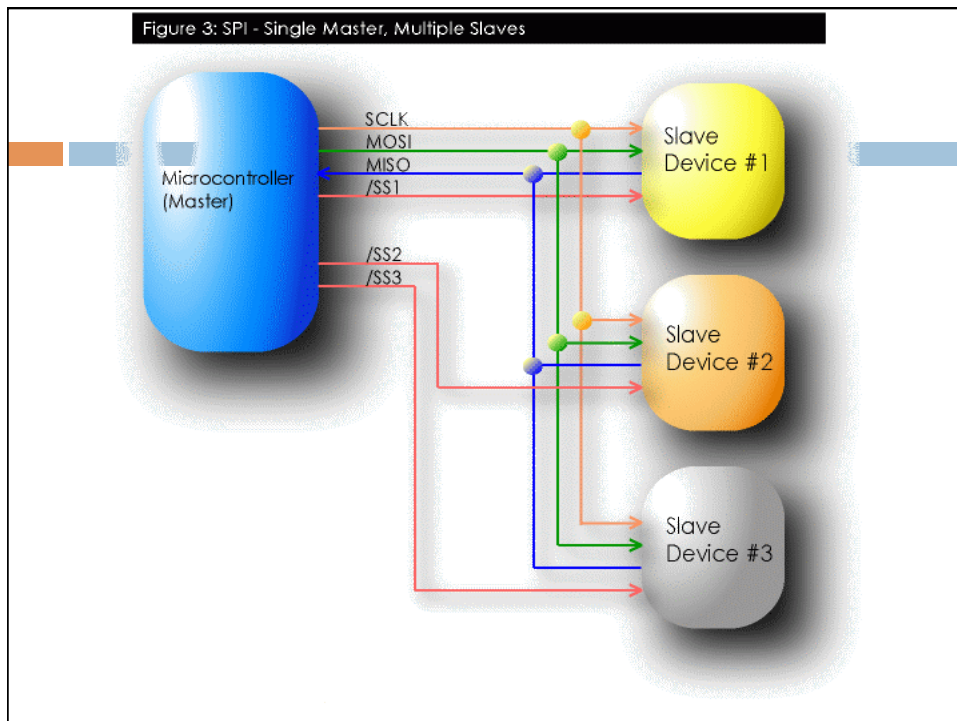 Figure 3: SPI - Single Master, Multiple Slaves
SCLK
MOSI
MISO
/SS1
/SS2
/SS3
Microcontroller
(Master)
Slave
Device #1
Slave
Device #2
Slave
Device #3